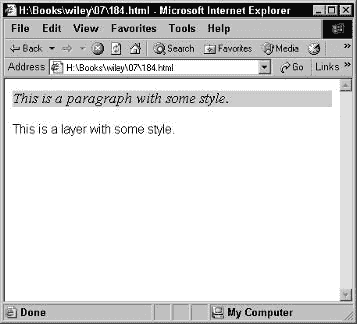 H:\Books\wiley\07\184.html - Microsoft Internet Explorer
File Edit View Favorites Tools Help
Back Search Favorites Media »
Address H:\Books\wiley\07\184.html Go Links »
This is a paragraph with some style.
This is a layer with some style.
Done My Computer